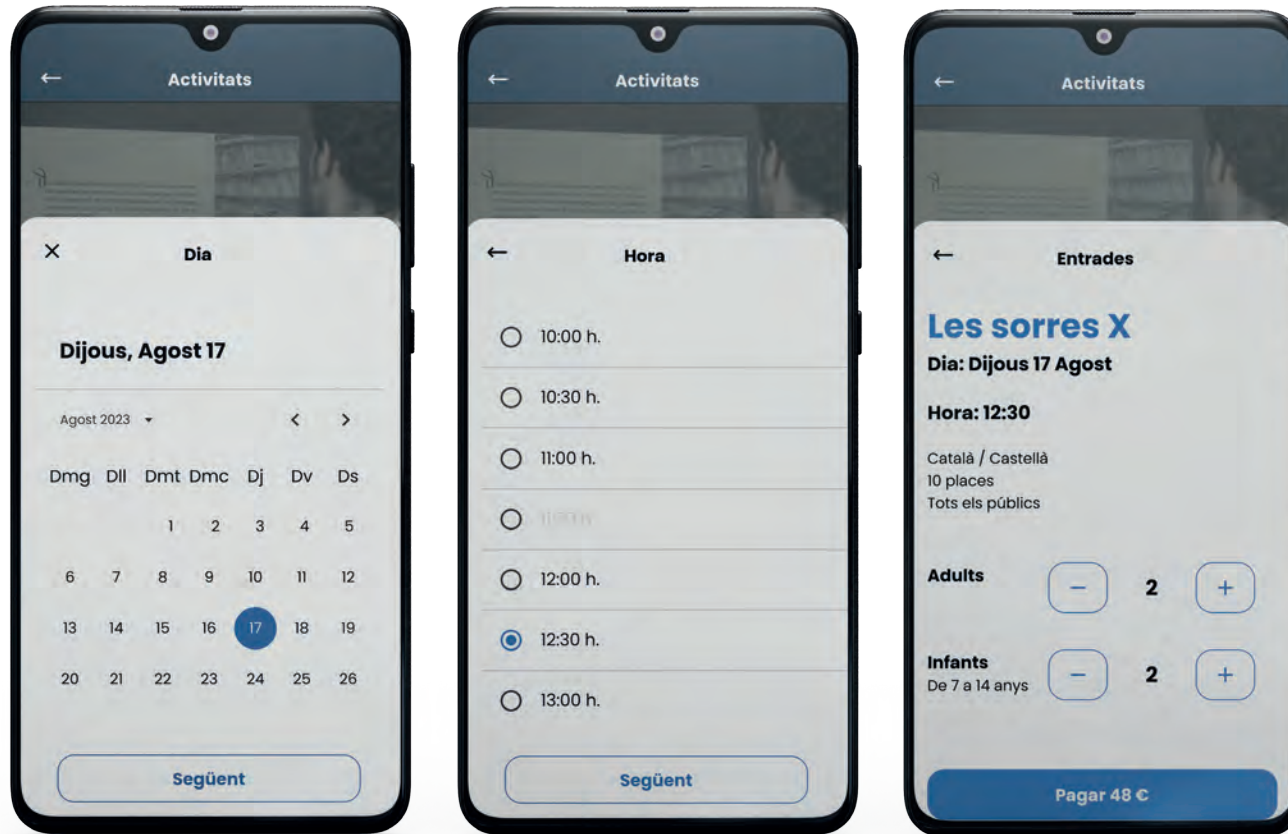 Activitats
Dia
Dijous, Agost 17
Agost 2023
Dmg Dll Dmt Dmc Dj Dv Ds
1 2 3 4 5
6 7 8 9 10 11 12
13 14 15 16 17 18 19
20 21 22 23 24 25 26
Següent
Activitats
Hora
10:00 h.
10:30 h.
11:00 h.
12:00 h.
12:30 h.
13:00 h.
Següent
Activitats
Entrades
Les sorres X
Dia: Dijous 17 Agost
Hora: 12:30
Català / Castellà
10 places
Tots els públics
Adults
2
Infants
De 7 a 14 anys
2
Pagar 48 €